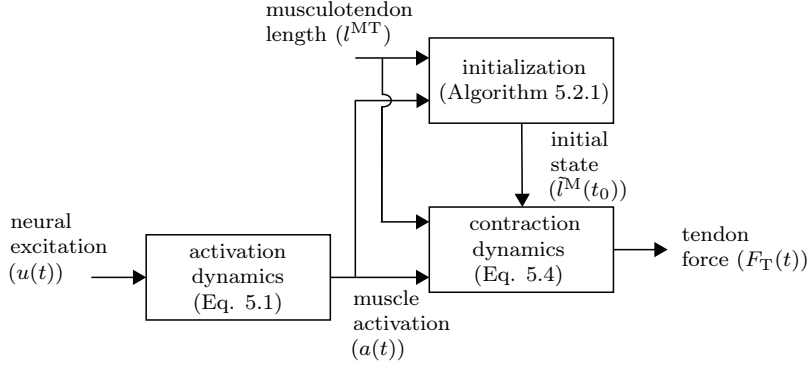 musculotendon
length (l^MT)
initialization
(Algorithm 5.2.1)
initial
state
(l̃^M(t₀))
neural
excitation
(u(t))
activation
dynamics
(Eq. 5.1)
contraction
dynamics
(Eq. 5.4)
tendon
force (F_T(t))
muscle
activation
(a(t))